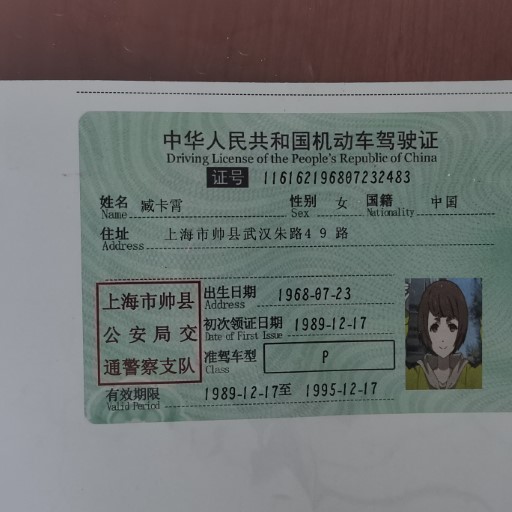 中华人民共和国机动车驾驶证
Driving License of the People's Republic of China
证号 116162196807232483
姓名 臧卡霄 性别 女 国籍 中国
Name Sex Nationality
住址 上海市帅县武汉朱路49路
Address
上海市帅县
公安局交
通警察支队
出生日期 1968-07-23
Address
初次领证日期 1989-12-17
Date of First Issue
准驾车型 P
Class
有效期限 1989-12-17至 1995-12-17
Valid Period